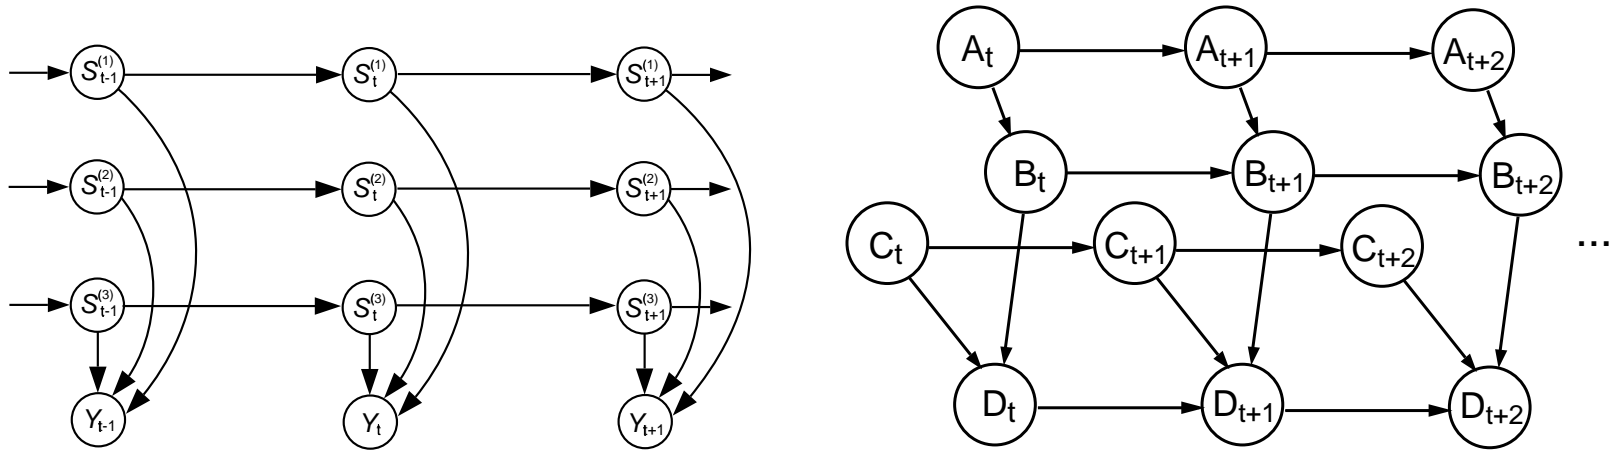 S(1)t-1 S(1)t S(1)t+1
S(2)t-1 S(2)t S(2)t+1
S(3)t-1 S(3)t S(3)t+1
Yt-1 Yt Yt+1
At At+1 At+2
Bt Bt+1 Bt+2
Ct Ct+1 Ct+2
...
Dt Dt+1 Dt+2